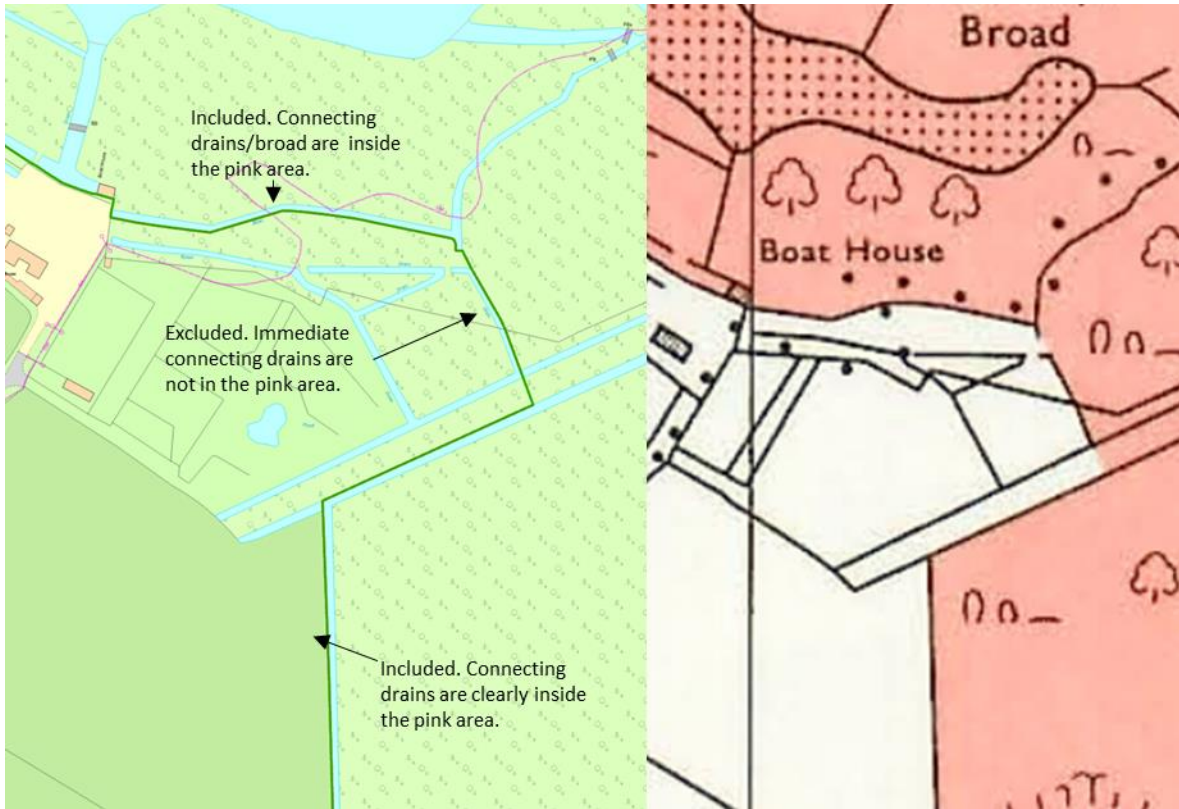 Included. Connecting
drains/broad are inside
the pink area.
Excluded. Immediate
connecting drains are
not in the pink area.
Included. Connecting
drains are clearly inside
the pink area.
Broad
Boat House